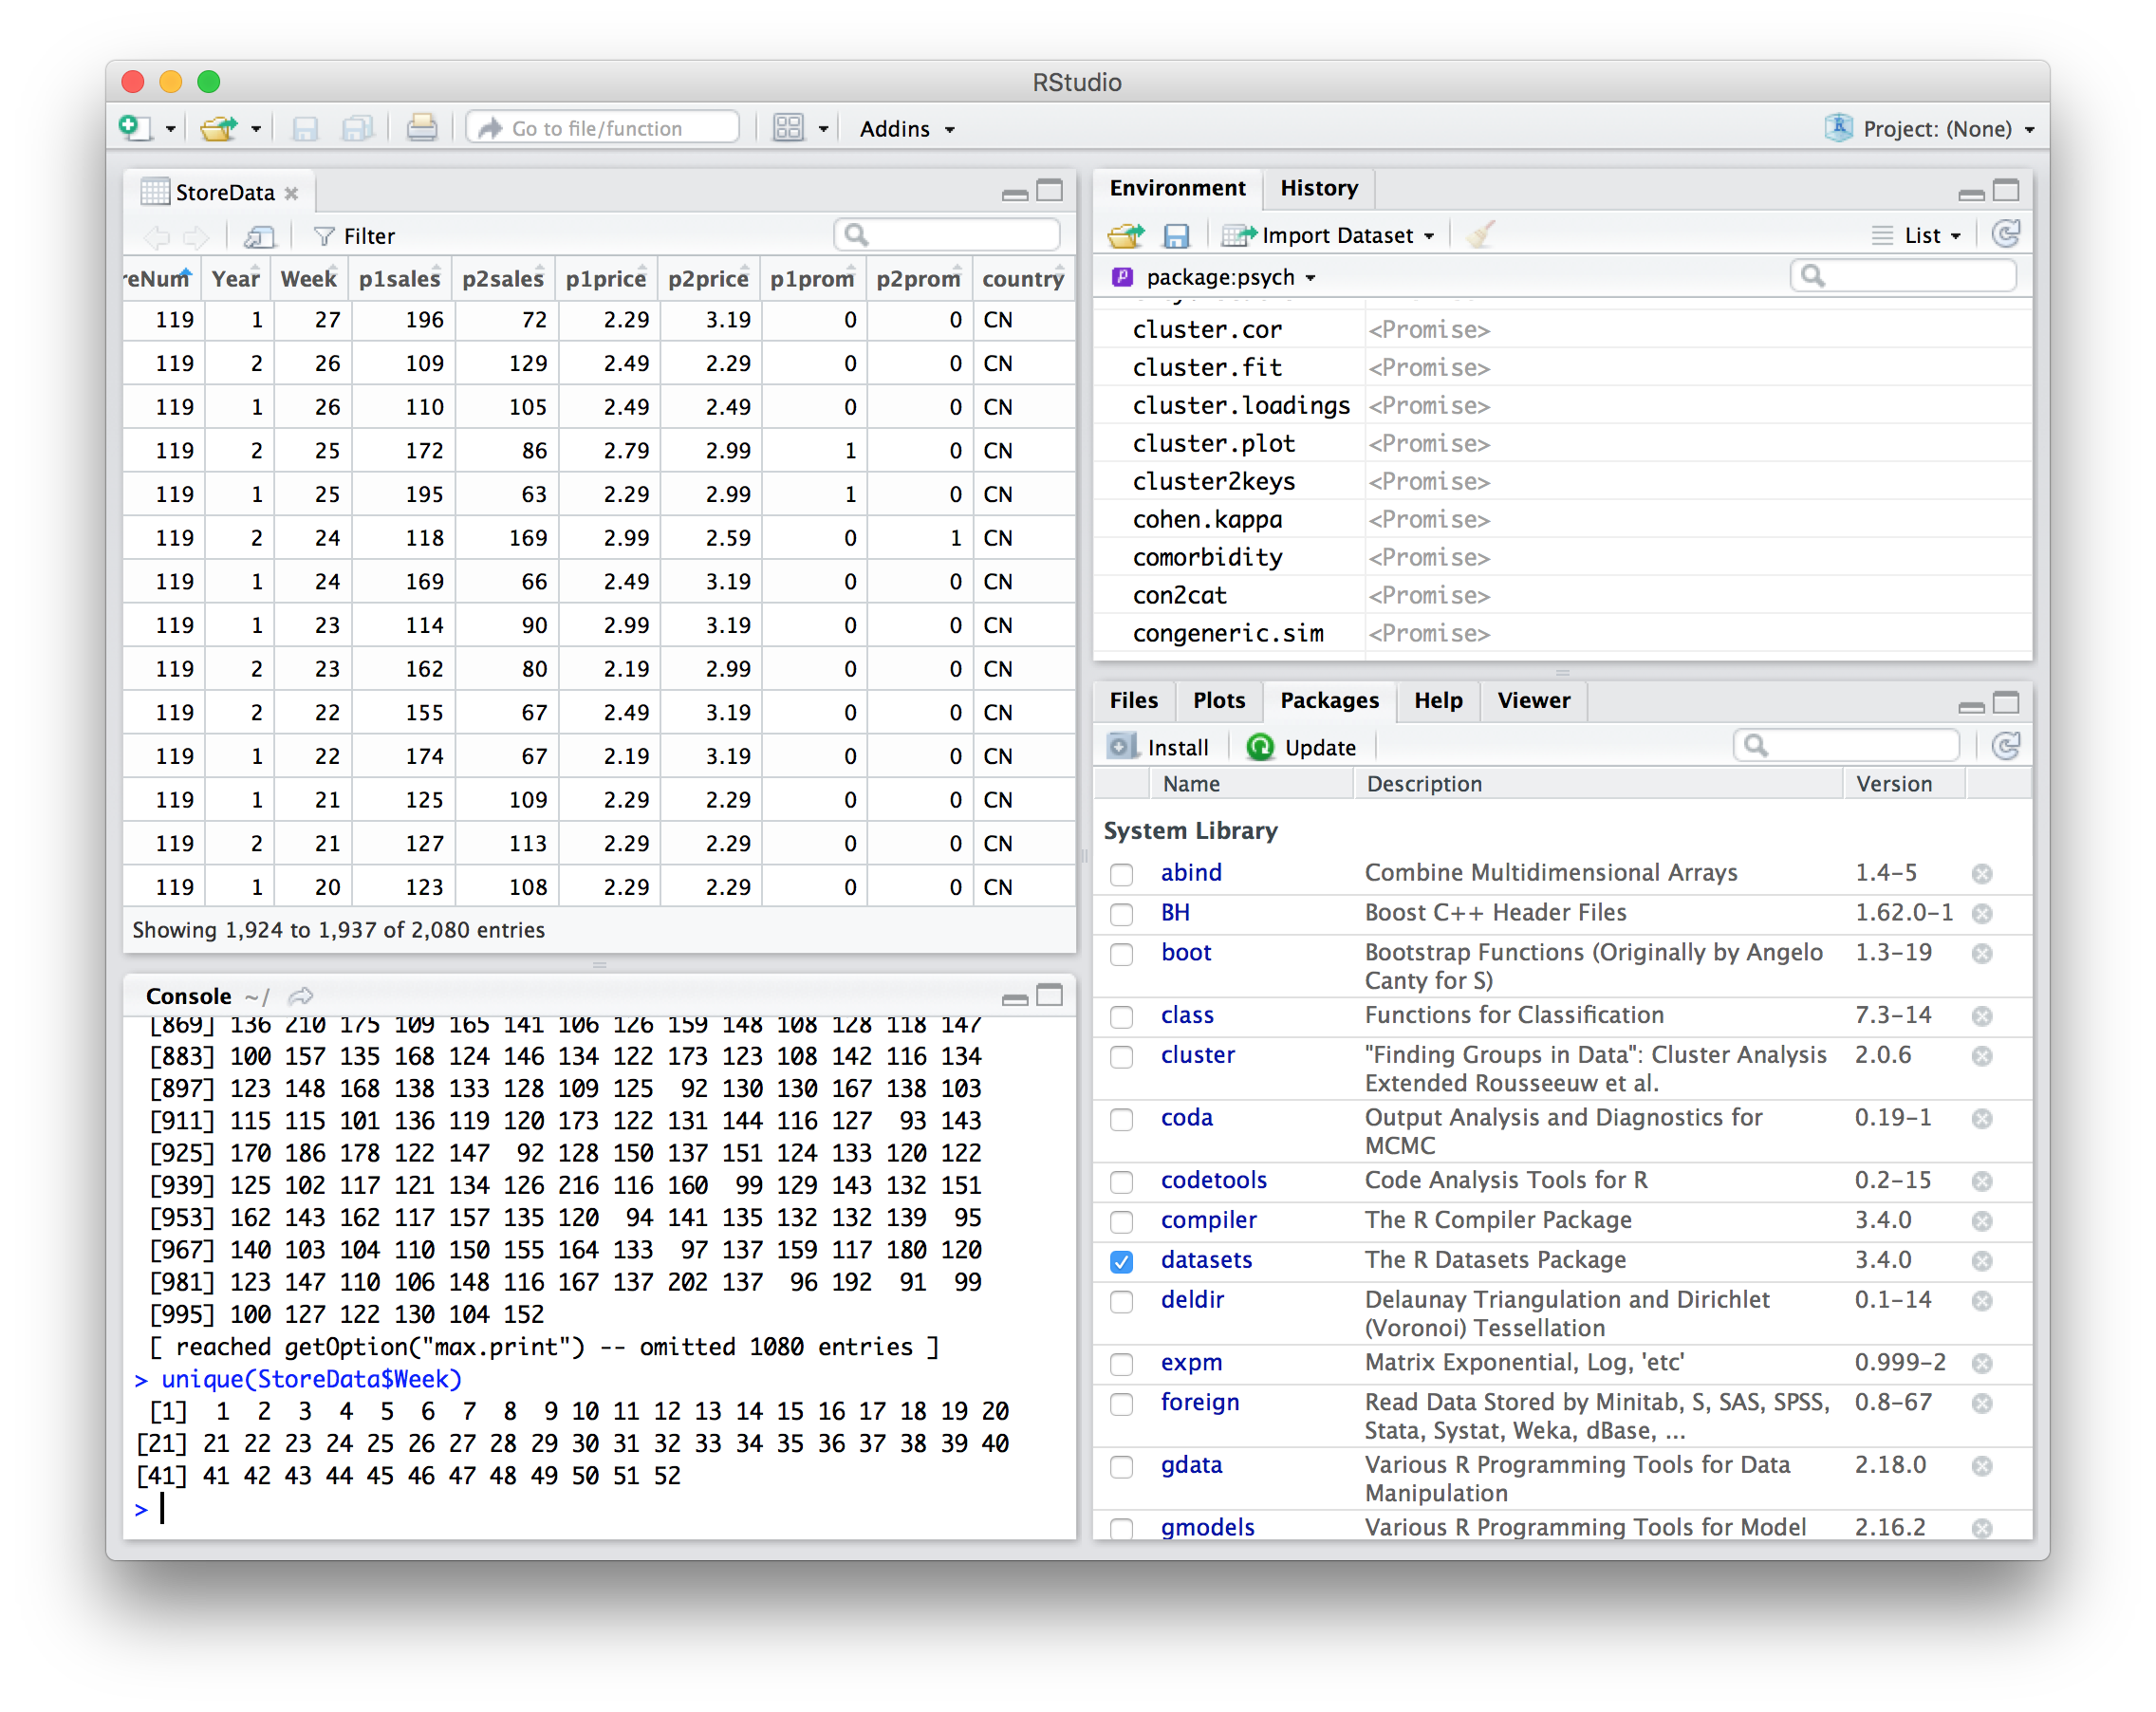 RStudio
Go to file/function
Addins
Project: (None)
StoreData
Filter
reNum Year Week p1sales p2sales p1price p2price p1prom p2prom country
119 1 27 196 72 2.29 3.19 0 0 CN
119 2 26 109 129 2.49 2.29 0 0 CN
119 1 26 110 105 2.49 2.49 0 0 CN
119 2 25 172 86 2.79 2.99 1 0 CN
119 1 25 195 63 2.29 2.99 1 0 CN
119 2 24 118 169 2.99 2.59 0 1 CN
119 1 24 169 66 2.49 3.19 0 0 CN
119 1 23 114 90 2.99 3.19 0 0 CN
119 2 23 162 80 2.19 2.99 0 0 CN
119 2 22 155 67 2.49 3.19 0 0 CN
119 1 22 174 67 2.19 3.19 0 0 CN
119 1 21 125 109 2.29 2.29 0 0 CN
119 2 21 127 113 2.29 2.29 0 0 CN
119 1 20 123 108 2.29 2.29 0 0 CN
Showing 1,924 to 1,937 of 2,080 entries
Console ~/
[869] 136 210 175 109 165 141 106 126 159 148 108 128 118 147
[883] 100 157 135 168 124 146 134 122 173 123 108 142 116 134
[897] 123 148 168 138 133 128 109 125 92 130 130 167 138 103
[911] 115 115 101 136 119 120 173 122 131 144 116 127 93 143
[925] 170 186 178 122 147 92 128 150 137 151 124 133 120 122
[939] 125 102 117 121 134 126 216 116 160 99 129 143 132 151
[953] 162 143 162 117 157 135 120 94 141 135 132 132 139 95
[967] 140 103 104 110 150 155 164 133 97 137 159 117 180 120
[981] 123 147 110 106 148 116 167 137 202 137 96 192 91 99
[995] 100 127 122 130 104 152
[ reached getOption("max.print") -- omitted 1080 entries ]
> unique(StoreData$Week)
[1] 1 2 3 4 5 6 7 8 9 10 11 12 13 14 15 16 17 18 19 20
[21] 21 22 23 24 25 26 27 28 29 30 31 32 33 34 35 36 37 38 39 40
[41] 41 42 43 44 45 46 47 48 49 50 51 52
>
Environment History
Import Dataset
List
package:psych
cluster.cor <Promise>
cluster.fit <Promise>
cluster.loadings <Promise>
cluster.plot <Promise>
cluster2keys <Promise>
cohen.kappa <Promise>
comorbidity <Promise>
con2cat <Promise>
congeneric.sim <Promise>
Files Plots Packages Help Viewer
Install Update
Name Description Version
System Library
abind Combine Multidimensional Arrays 1.4-5
BH Boost C++ Header Files 1.62.0-1
boot Bootstrap Functions (Originally by Angelo 1.3-19
Canty for S)
class Functions for Classification 7.3-14
cluster "Finding Groups in Data": Cluster Analysis 2.0.6
Extended Rousseeuw et al.
coda Output Analysis and Diagnostics for 0.19-1
MCMC
codetools Code Analysis Tools for R 0.2-15
compiler The R Compiler Package 3.4.0
datasets The R Datasets Package 3.4.0
deldir Delaunay Triangulation and Dirichlet 0.1-14
(Voronoi) Tessellation
expm Matrix Exponential, Log, 'etc' 0.999-2
foreign Read Data Stored by Minitab, S, SAS, SPSS, 0.8-67
Stata, Systat, Weka, dBase, ...
gdata Various R Programming Tools for Data 2.18.0
Manipulation
gmodels Various R Programming Tools for Model 2.16.2